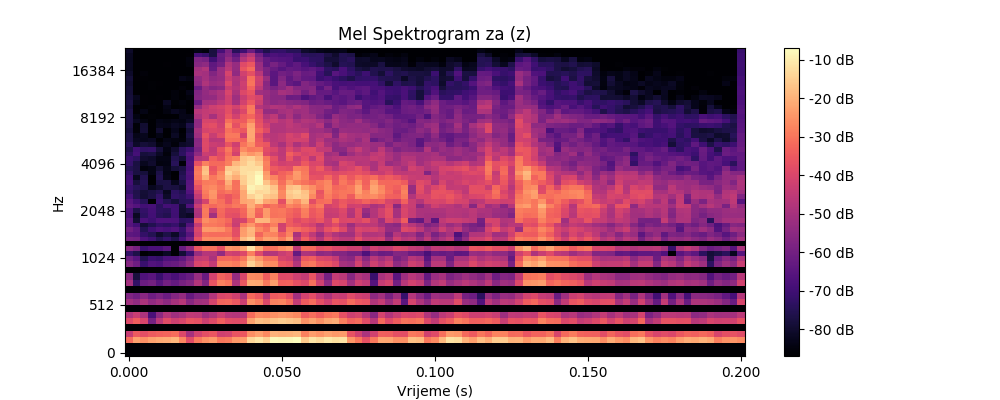 Mel Spektrogram za (z)
Hz
16384
8192
4096
2048
1024
512
0
0.000 0.050 0.100 0.150 0.200
Vrijeme (s)
-10 dB
-20 dB
-30 dB
-40 dB
-50 dB
-60 dB
-70 dB
-80 dB